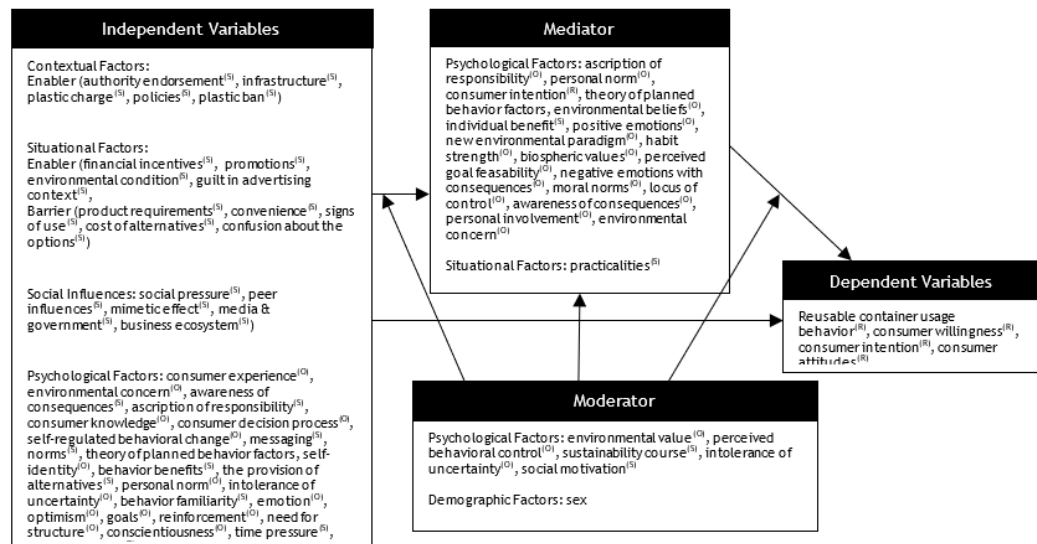 Independent Variables
Contextual Factors:
Enabler (authority endorsement(S), infrastructure(S),
plastic charge(S), policies(S), plastic ban(S))
Situational Factors:
Enabler (financial incentives(S), promotions(S),
environmental condition(S), guilt in advertising
context(S),
Barrier (product requirements(S), convenience(S), signs
of use(S), cost of alternatives(S), confusion about the
options(S))
Social Influences: social pressure(S), peer
influences(S), mimetic effect(S), media &
government(S), business ecosystem(S))
Psychological Factors: consumer experience(O),
environmental concern(O), awareness of
consequences(S), ascription of responsibility(S),
consumer knowledge(O), consumer decision process(O),
self-regulated behavioral change(O), messaging(S),
norms(S), theory of planned behavior factors, self-
identity(O), behavior benefits(S), the provision of
alternatives(S), personal norm(O), intolerance of
uncertainty(O), behavior familiarity(S), emotion(O),
optimism(O), goals(O), reinforcement(O), need for
structure(O), conscientiousness(O), time pressure(S),
Mediator
Psychological Factors: ascription of
responsibility(O), personal norm(O),
consumer intention(R), theory of planned
behavior factors, environmental beliefs(O),
individual benefit(S), positive emotions(O),
new environmental paradigm(O), habit
strength(O), biospheric values(O), perceived
goal feasability(O), negative emotions with
consequences(O), moral norms(O), locus of
control(O), awareness of consequences(O),
personal involvement(O), environmental
concern(O)
Situational Factors: practicalities(S)
Dependent Variables
Reusable container usage
behavior(R), consumer willingness(R),
consumer intention(R), consumer
attitudes(R)
Moderator
Psychological Factors: environmental value(O), perceived
behavioral control(O), sustainability course(S), intolerance
of uncertainty(O), social motivation(S)
Demographic Factors: sex